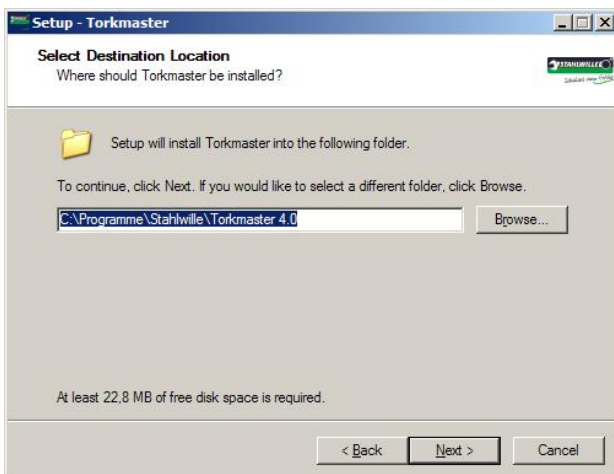 Setup - Torkmaster
Select Destination Location
Where should Torkmaster be installed?
STAHLWILLE
Setup will install Torkmaster into the following folder.
To continue, click Next. If you would like to select a different folder, click Browse.
C:\Programme\Stahlwille\Torkmaster 4.0
Browse...
At least 22,8 MB of free disk space is required.
< Back
Next >
Cancel